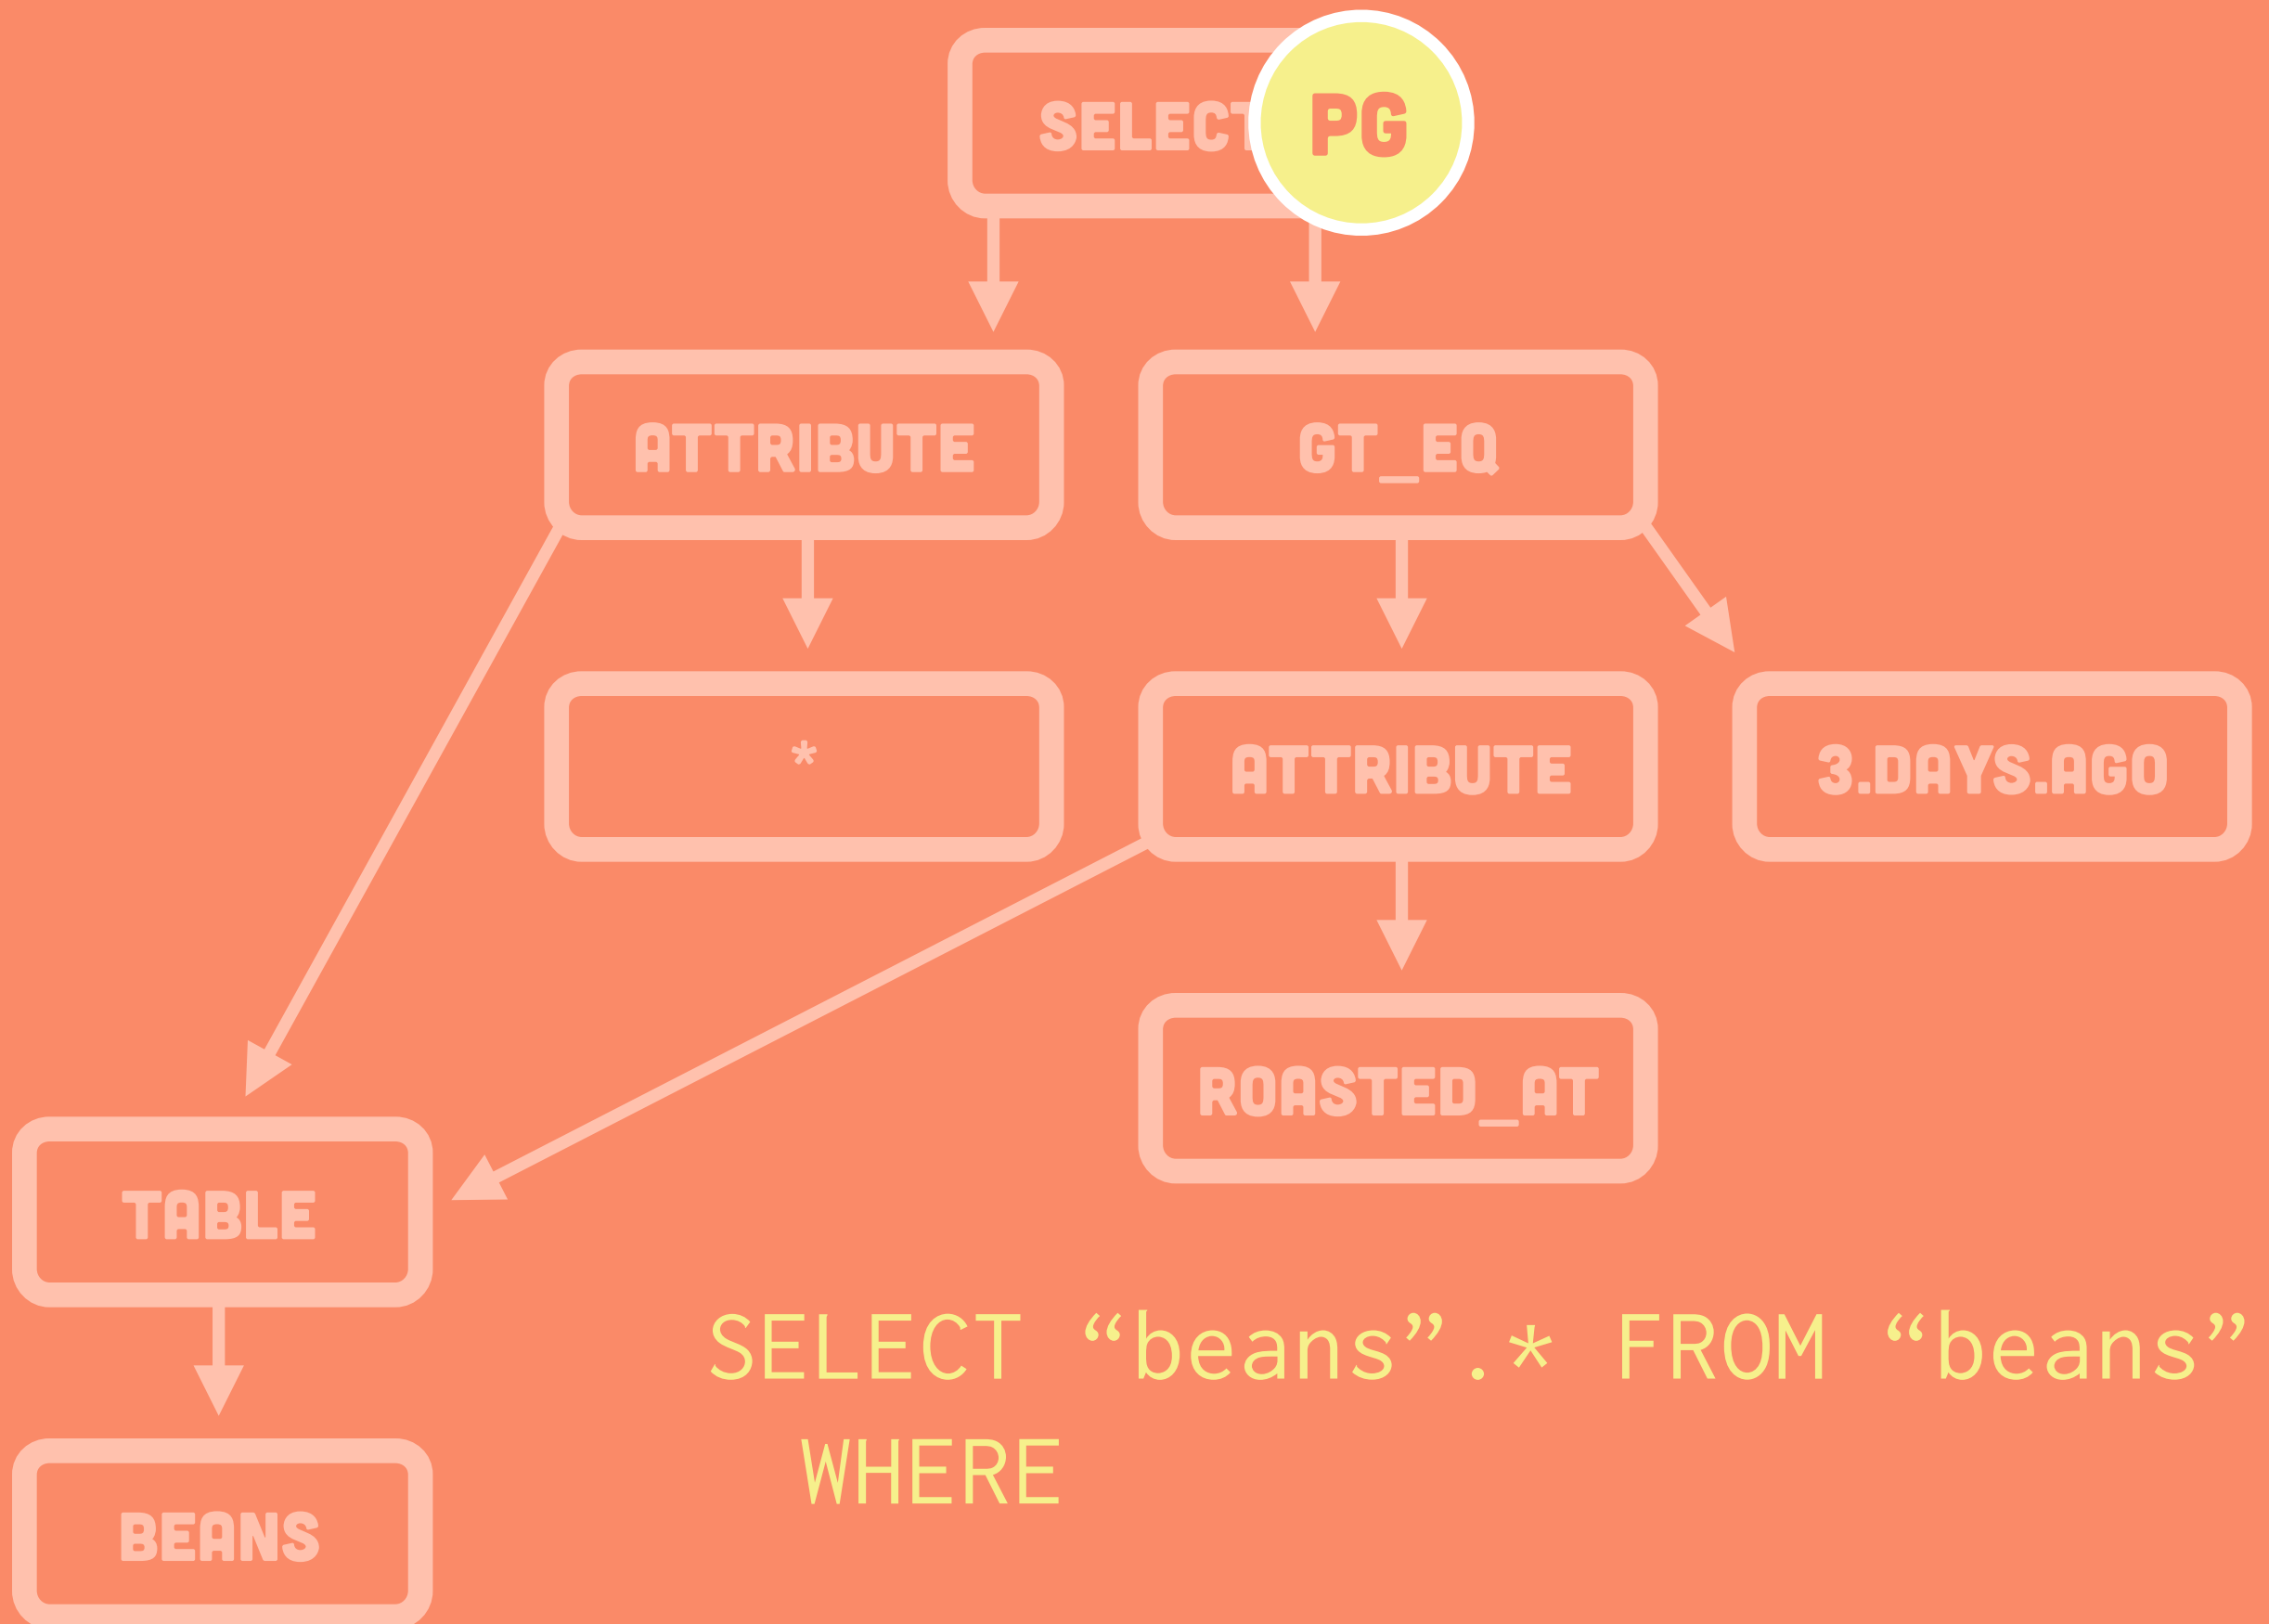 SELECT
PG
ATTRIBUTE
GT_EQ
*
ATTRIBUTE
3.DAYS.AGO
ROASTED_AT
TABLE
BEANS
SELECT “beans”.* FROM “beans”
WHERE